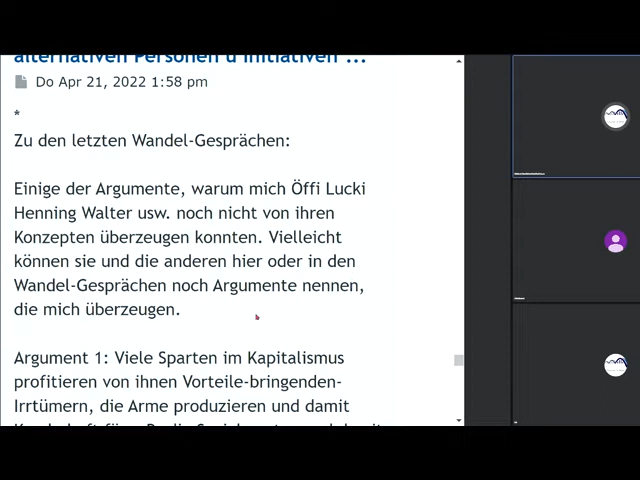 alternativen Personen u Initiativen ...
Do Apr 21, 2022 1:58 pm
*
Zu den letzten Wandel-Gesprächen:
Einige der Argumente, warum mich Öffi Lucki
Henning Walter usw. noch nicht von ihren
Konzepten überzeugen konnten. Vielleicht
können sie und die anderen hier oder in den
Wandel-Gesprächen noch Argumente nennen,
die mich überzeugen.
Argument 1: Viele Sparten im Kapitalismus
profitieren von ihnen Vorteile-bringenden-
Irrtümern, die Arme produzieren und damit